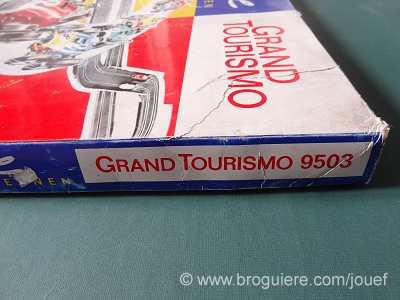 GRAND
TOURISMO
GRAND TOURISMO 9503
© www.broguiere.com/jouef